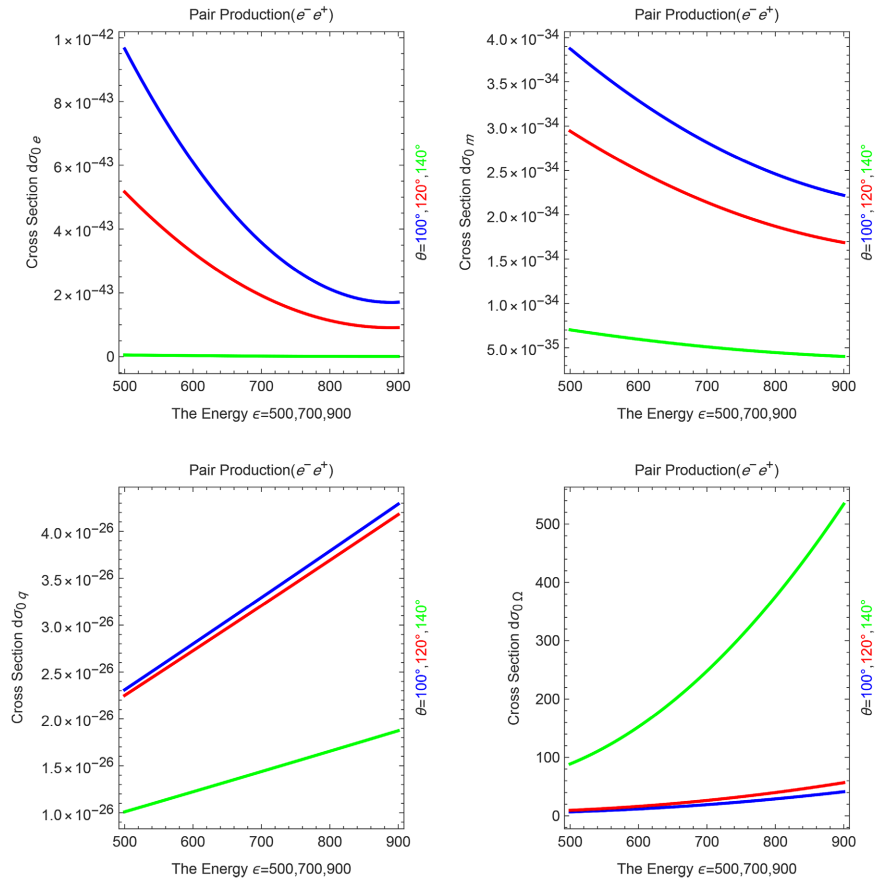 Pair Production(e⁻ e⁺)
Cross Section dσ₀ e
1×10⁻⁴²
8×10⁻⁴³
6×10⁻⁴³
4×10⁻⁴³
2×10⁻⁴³
0
500 600 700 800 900
The Energy ϵ=500,700,900
θ=100°,120°,140°
Pair Production(e⁻ e⁺)
Cross Section dσ₀ m
4.0×10⁻³⁴
3.5×10⁻³⁴
3.0×10⁻³⁴
2.5×10⁻³⁴
2.0×10⁻³⁴
1.5×10⁻³⁴
1.0×10⁻³⁴
5.0×10⁻³⁵
500 600 700 800 900
The Energy ϵ=500,700,900
θ=100°,120°,140°
Pair Production(e⁻ e⁺)
Cross Section dσ₀ q
4.0×10⁻²⁶
3.5×10⁻²⁶
3.0×10⁻²⁶
2.5×10⁻²⁶
2.0×10⁻²⁶
1.5×10⁻²⁶
1.0×10⁻²⁶
500 600 700 800 900
The Energy ϵ=500,700,900
θ=100°,120°,140°
Pair Production(e⁻ e⁺)
Cross Section dσ₀ Ω
500
400
300
200
100
0
500 600 700 800 900
The Energy ϵ=500,700,900
θ=100°,120°,140°